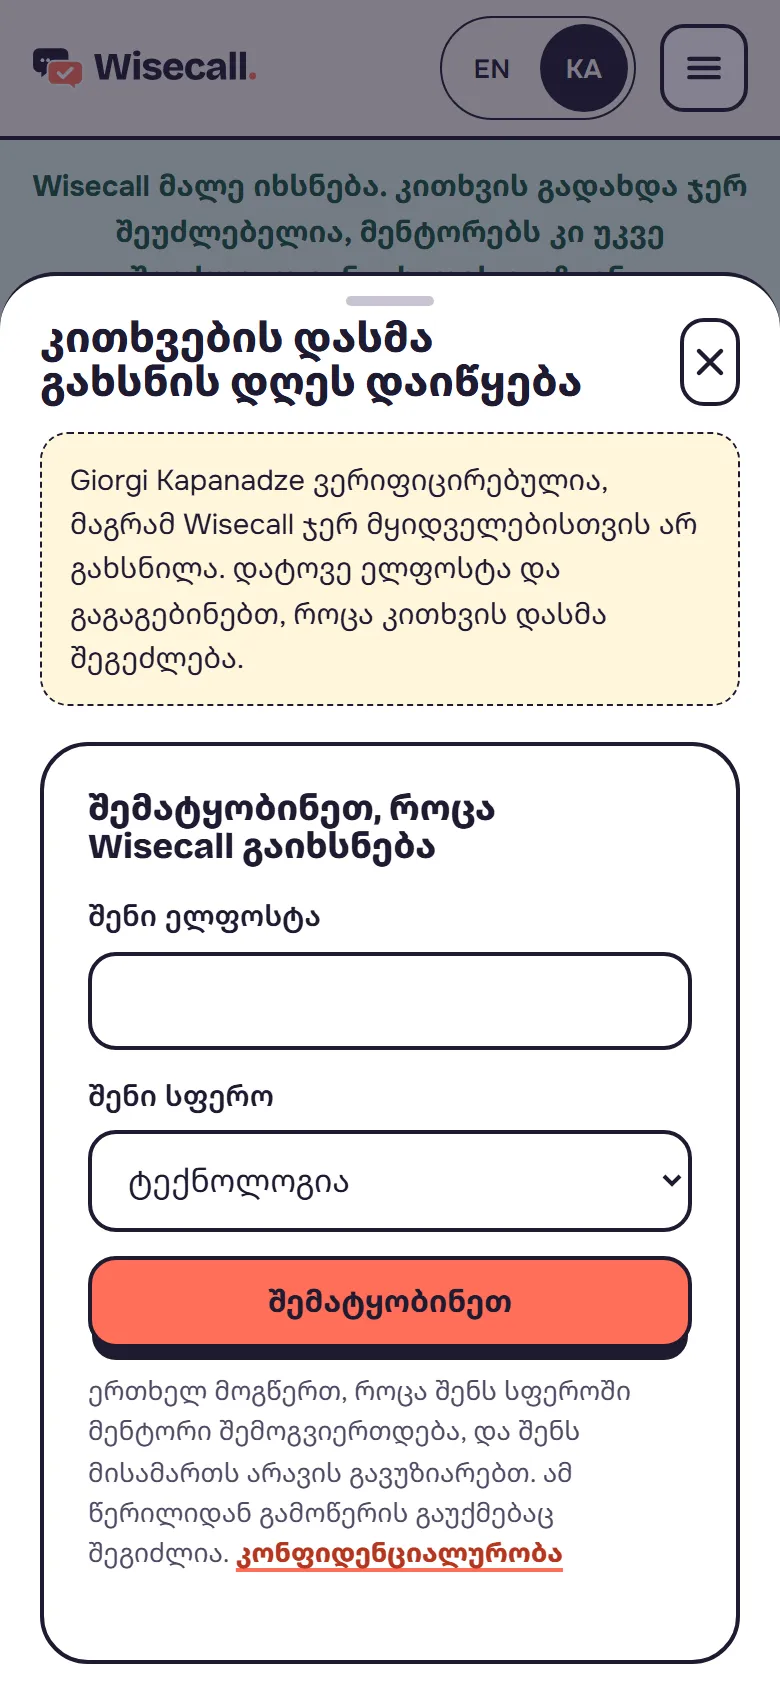 Wisecall.
EN
KA
Wisecall მალე იხსნება. კითხვის გადახდა ჯერ
შეუძლებელია, მენტორებს კი უკვე
კითხვების დასმა
გახსნის დღეს დაიწყება
Giorgi Kapanadze ვერიფიცირებულია,
მაგრამ Wisecall ჯერ მყიდველებისთვის არ
გახსნილა. დატოვე ელფოსტა და
გაგაგებინებთ, როცა კითხვის დასმა
შეგეძლება.
შემატყობინეთ, როცა
Wisecall გაიხსნება
შენი ელფოსტა
შენი სფერო
ტექნოლოგია
შემატყობინეთ
ერთხელ მოგწერთ, როცა შენს სფეროში
მენტორი შემოგვიერთდება, და შენს
მისამართს არავის გავუზიარებთ. ამ
წერილიდან გამოწერის გაუქმებაც
შეგიძლია. კონფიდენციალურობა